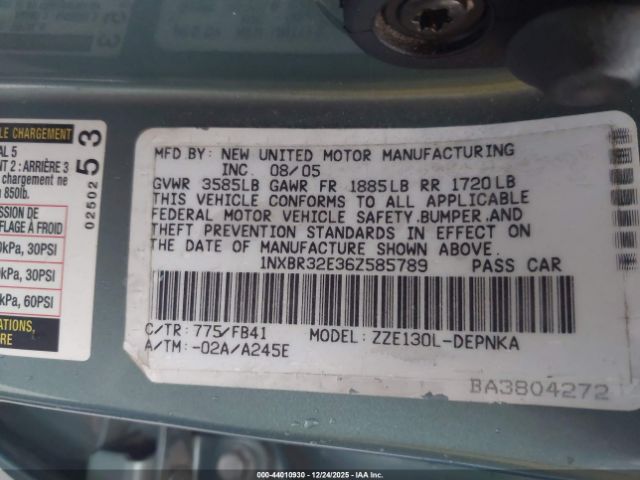 LE CHARGEMENT
AL 5
NT 2 : ARRIÈRE 3
chargement ne
850lb.
02502
53
SSION DE
FLAGE À FROID
0kPa, 30PSI
kPa, 30PSI
kPa, 60PSI
ATIONS,
RE
MFD BY: NEW UNITED MOTOR MANUFACTURING
INC. 08/05
GVWR 3585LB GAWR FR 1885LB RR 1720LB
THIS VEHICLE CONFORMS TO ALL APPLICABLE
FEDERAL MOTOR VEHICLE SAFETY,BUMPER,AND
THEFT PREVENTION STANDARDS IN EFFECT ON
THE DATE OF MANUFACTURE SHOWN ABOVE.
1NXBR32E36Z585789 PASS CAR
C/TR: 775/FB41 MODEL: ZZE130L-DEPNKA
A/TM: -02A/A245E
BA3804272
000-44010930 - 12/24/2025 - IAAI.COM